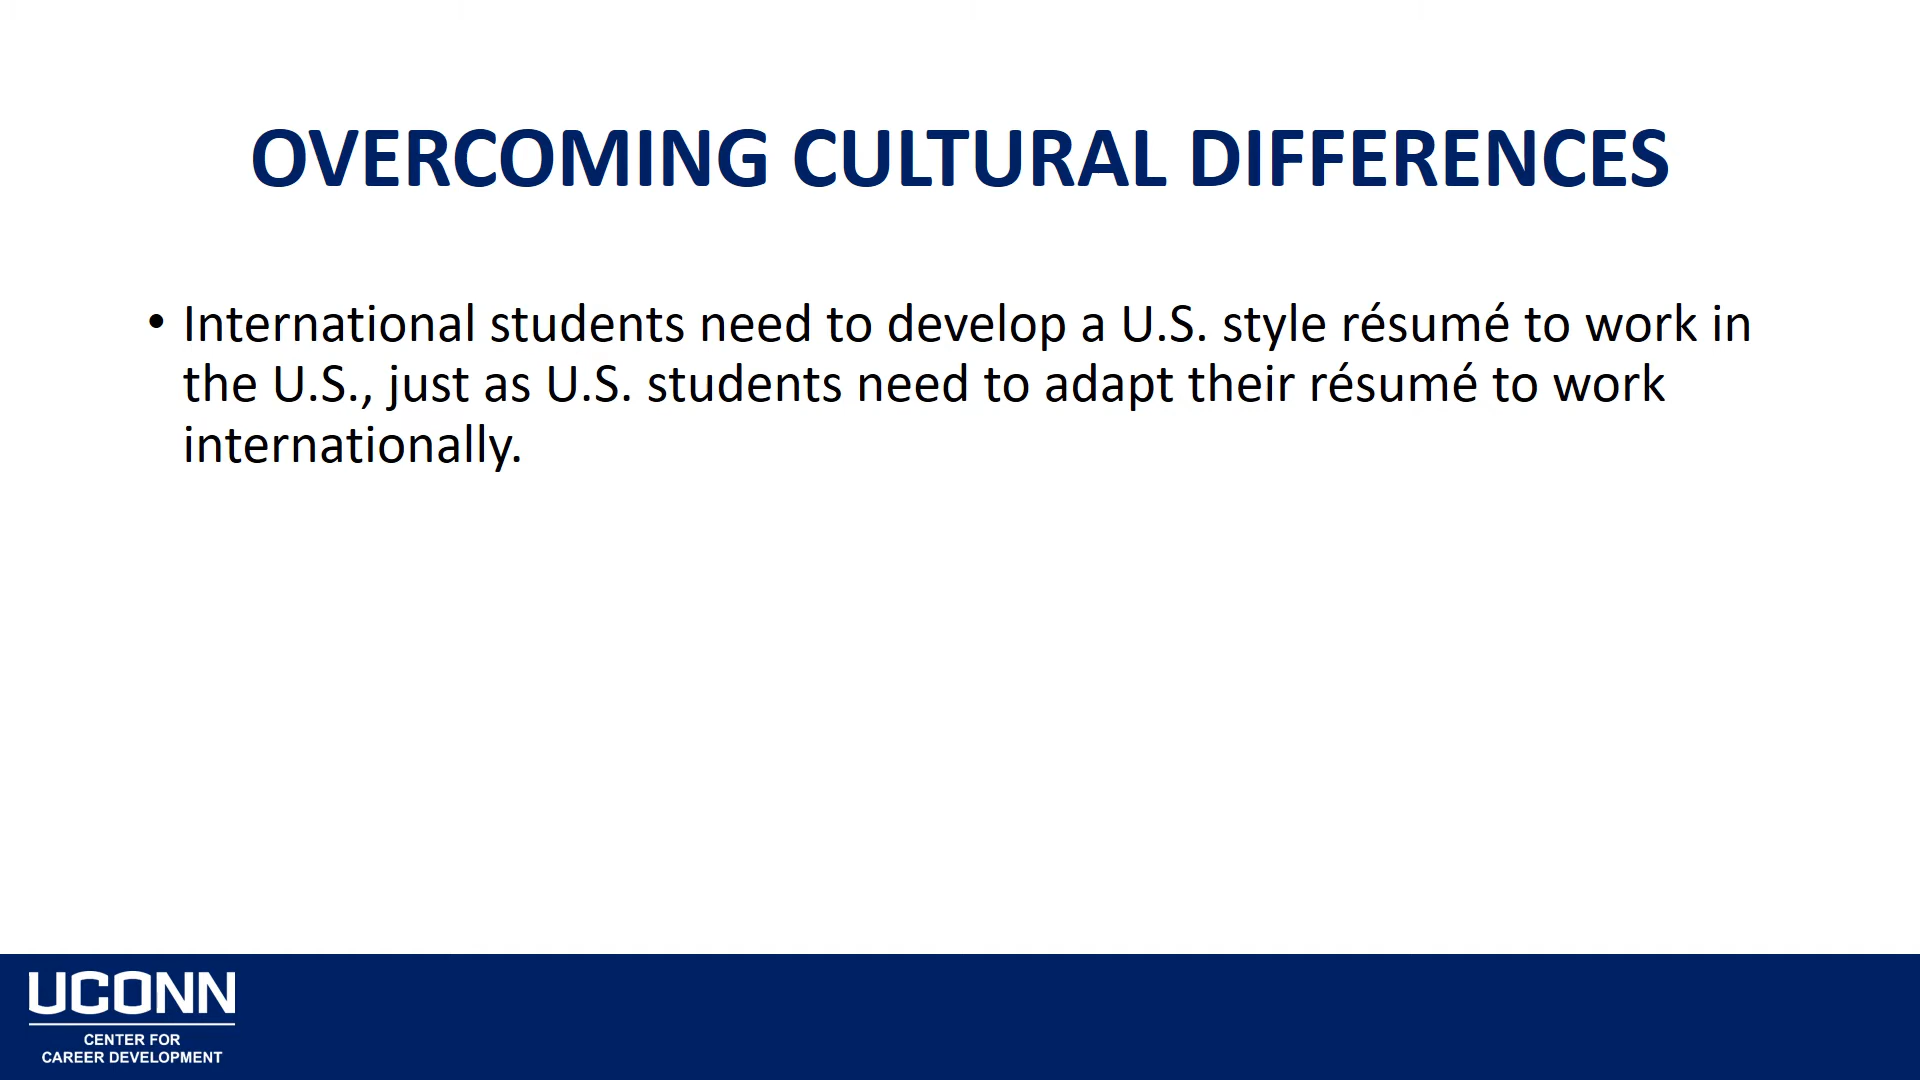 OVERCOMING CULTURAL DIFFERENCES
• International students need to develop a U.S. style résumé to work in
the U.S., just as U.S. students need to adapt their résumé to work
internationally.
UCONN
CENTER FOR
CAREER DEVELOPMENT